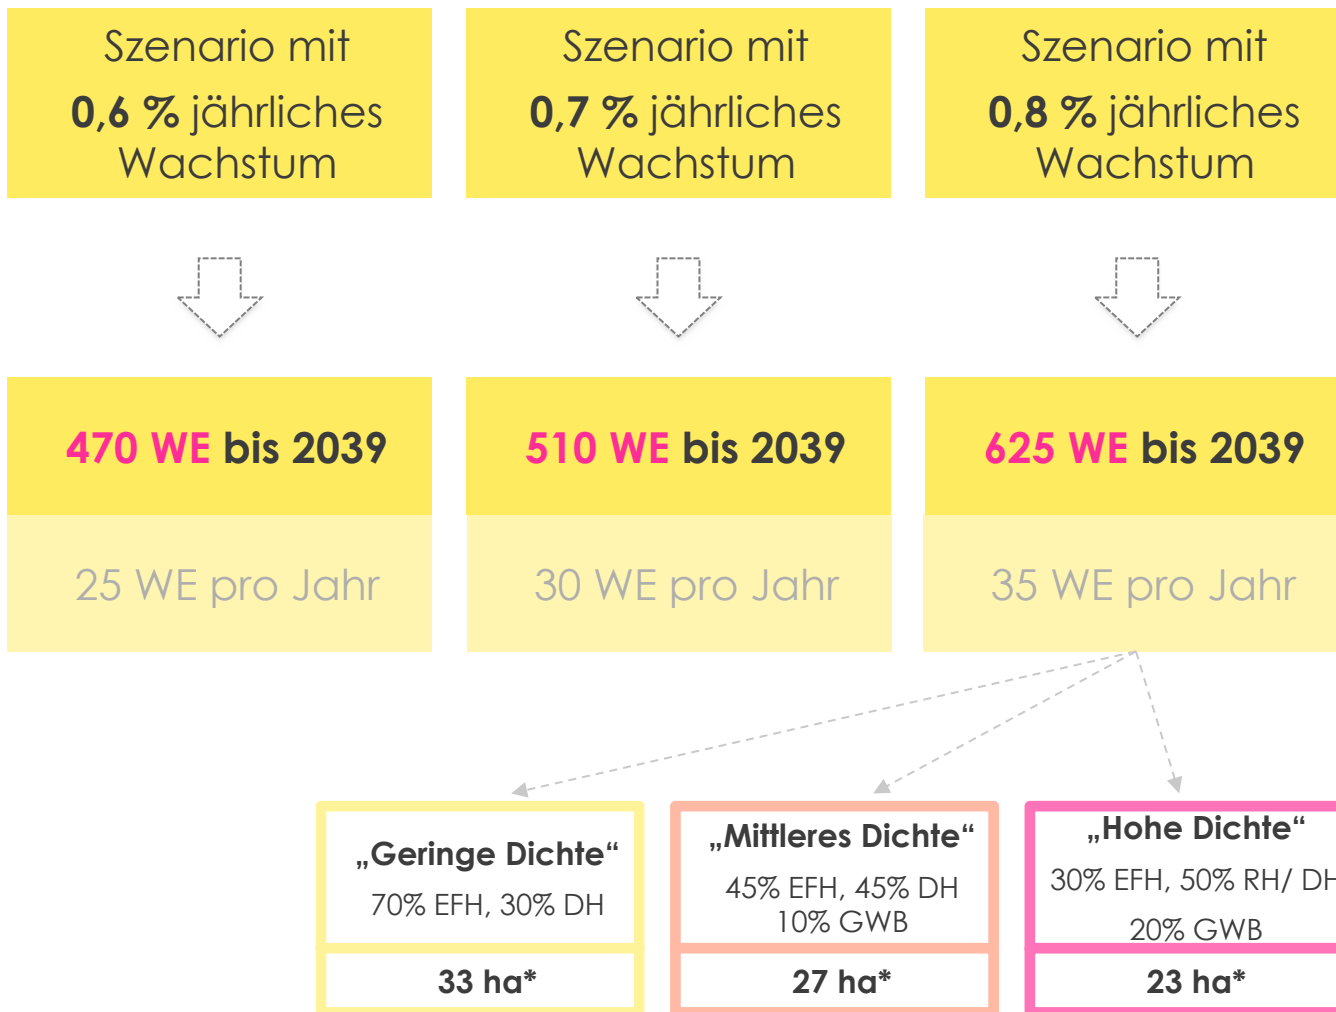 Szenario mit
0,6 % jährliches
Wachstum
Szenario mit
0,7 % jährliches
Wachstum
Szenario mit
0,8 % jährliches
Wachstum
470 WE bis 2039
510 WE bis 2039
625 WE bis 2039
25 WE pro Jahr
30 WE pro Jahr
35 WE pro Jahr
„Geringe Dichte“
70% EFH, 30% DH
33 ha*
„Mittleres Dichte“
45% EFH, 45% DH
10% GWB
27 ha*
„Hohe Dichte“
30% EFH, 50% RH/ DH
20% GWB
23 ha*